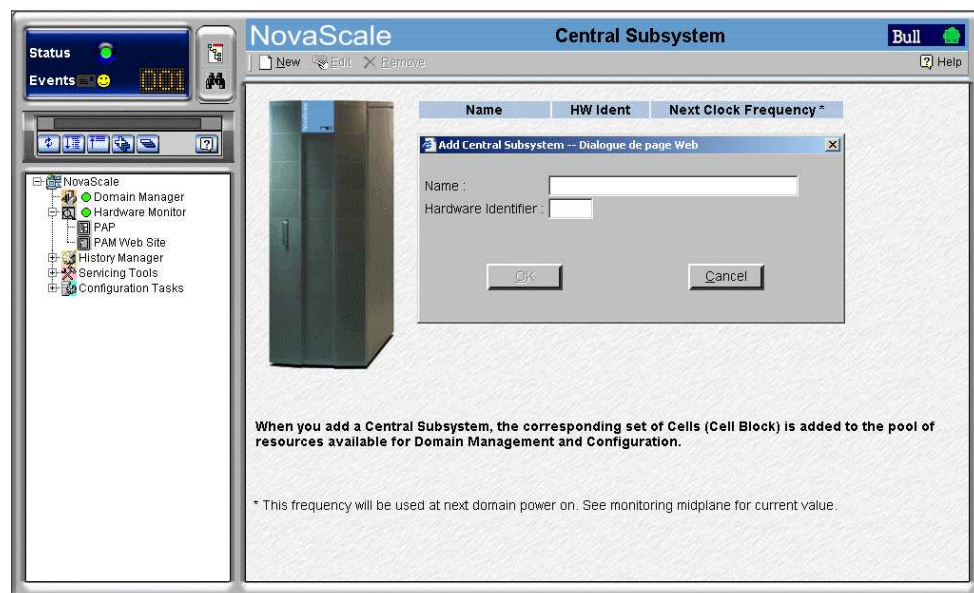 NovaScale
Central Subsystem
Bull
Status
Events
New Edit Remove
Help
Name HW Ident Next Clock Frequency *
Add Central Subsystem -- Dialogue de page Web
Name :
Hardware Identifier :
OK Cancel
NovaScale
Domain Manager
Hardware Monitor
PAP
PAM Web Site
History Manager
Servicing Tools
Configuration Tasks
When you add a Central Subsystem, the corresponding set of Cells (Cell Block) is added to the pool of
resources available for Domain Management and Configuration.
* This frequency will be used at next domain power on. See monitoring midplane for current value.